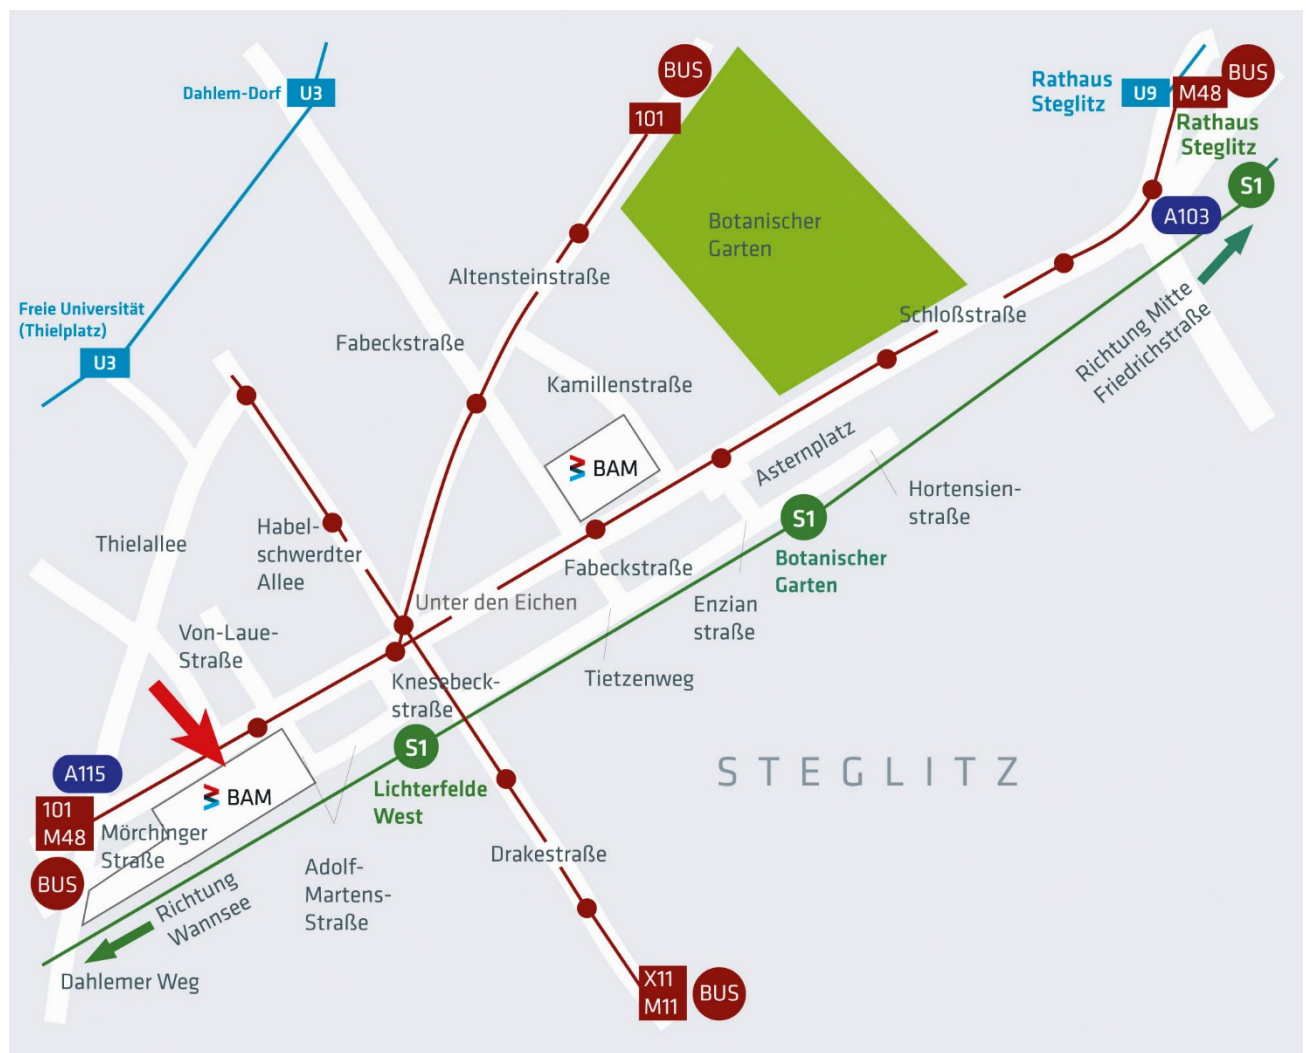 BUS
101
Dahlem-Dorf
U3
Rathaus
Steglitz
U9
M48
BUS
Rathaus
Steglitz
S1
A103
Botanischer
Garten
Altensteinstraße
Freie Universität
(Thielplatz)
U3
Fabeckstraße
Schloßstraße
Richtung Mitte
Friedrichstraße
Kamillenstraße
BAM
Asternplatz
Hortensien-
straße
S1
Botanischer
Garten
Thielallee
Habel-
schwerdter
Allee
Fabeckstraße
Unter den Eichen
Enzian
straße
Von-Laue-
Straße
Knesebeck-
straße
Tietzenweg
S1
Lichterfelde
West
STEGLITZ
A115
101
M48
BUS
BAM
Mörchinger
Straße
Adolf-
Martens-
Straße
Drakestraße
Richtung
Wannsee
Dahlemer Weg
X11
M11
BUS